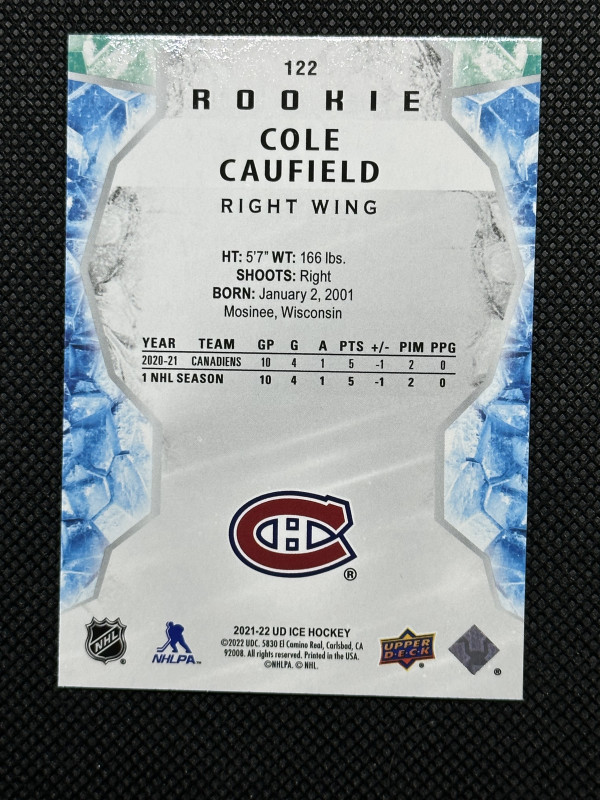 122
ROOKIE
COLE
CAUFIELD
RIGHT WING
HT: 5'7" WT: 166 lbs.
SHOOTS: Right
BORN: January 2, 2001
Mosinee, Wisconsin
YEAR TEAM GP G A PTS +/- PIM PPG
2020-21 CANADIENS 10 4 1 5 -1 2 0
1 NHL SEASON 10 4 1 5 -1 2 0
®
2021-22 UD ICE HOCKEY
©2022 UDC. 5830 El Camino Real, Carlsbad, CA
92008. All rights reserved. Printed in the USA.
©NHLPA. © NHL.
NHL ®
NHLPA™
UPPER DECK
®